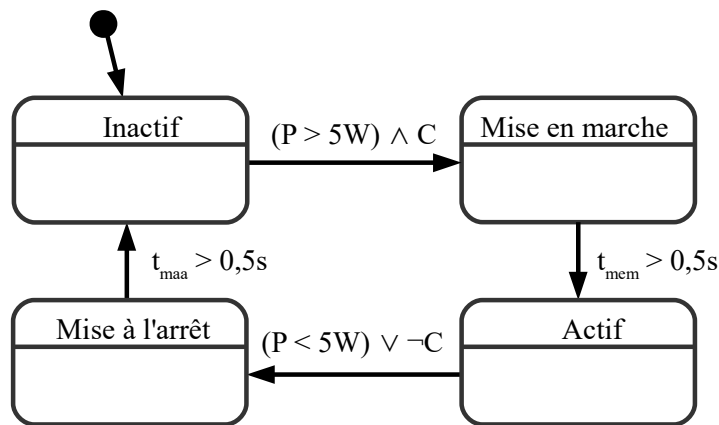 Inactif
(P > 5W) ∧ C
Mise en marche
t_maa > 0,5s
t_mem > 0,5s
Mise à l'arrêt
(P < 5W) ∨ ¬C
Actif